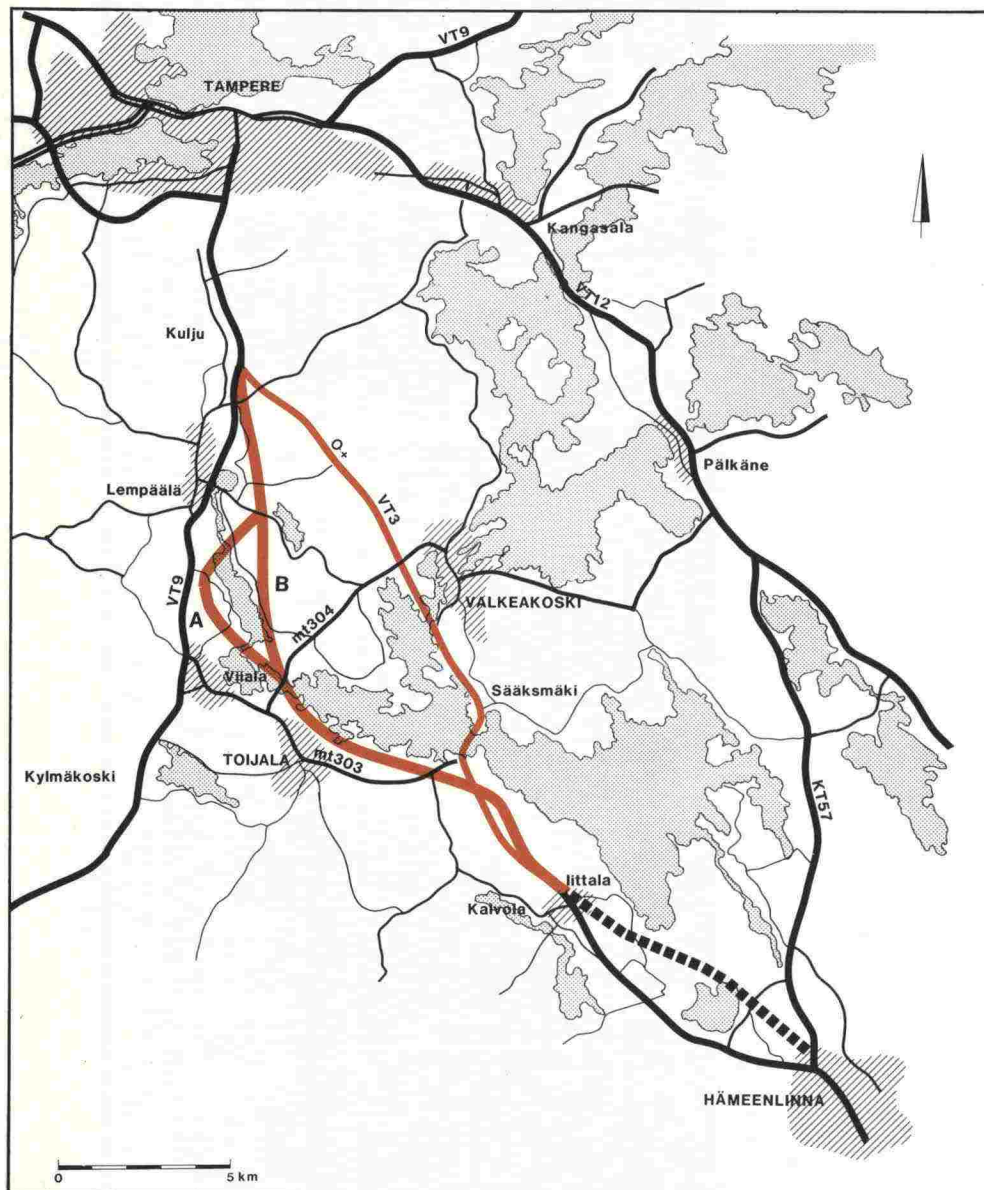 VT9
TAMPERE
Kangasala
VT12
Kulju
O+
VT3
Pälkäne
Lempäälä
VT9
A
B
mt304
VALKEAKOSKI
Viiala
Sääksmäki
TOIJALA
mt303
Kylmäkoski
KT57
Iittala
Kalvola
HÄMEENLINNA
0 5 km